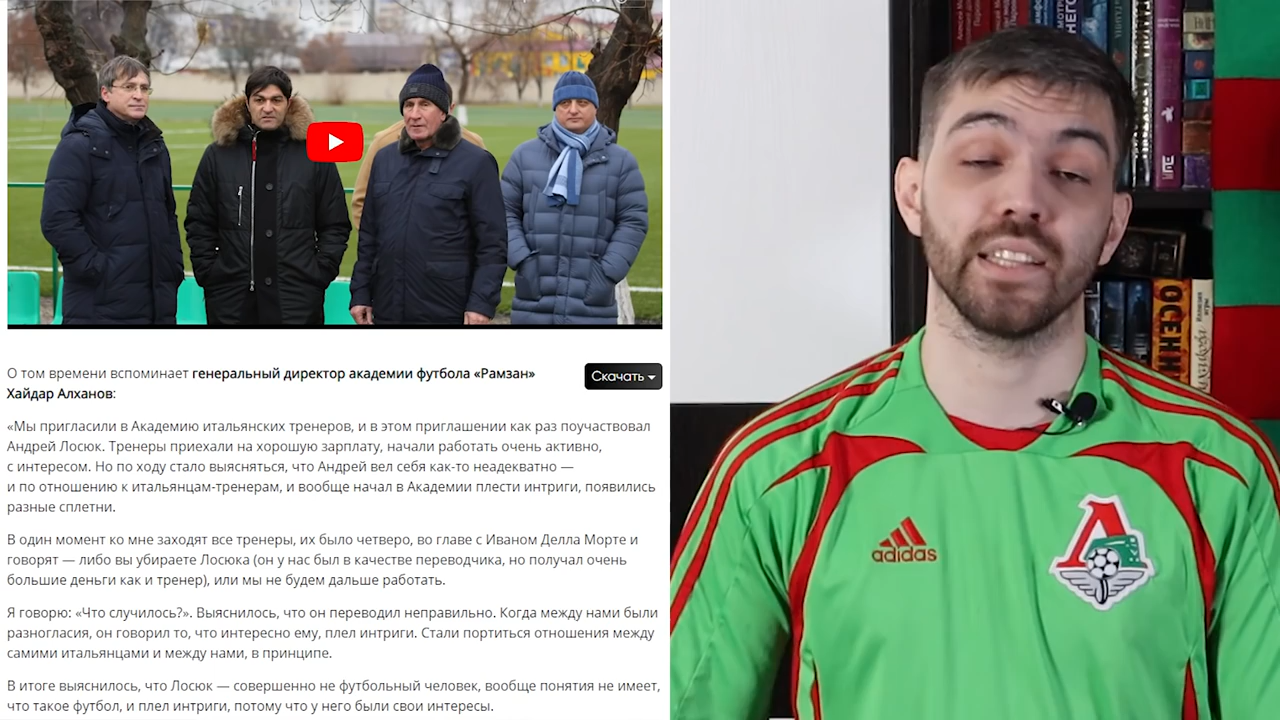 О том времени вспоминает генеральный директор академии футбола «Рамзан»
Хайдар Алханов:
Скачать
«Мы пригласили в Академию итальянских тренеров, и в этом приглашении как раз поучаствовал
Андрей Лосюк. Тренеры приехали на хорошую зарплату, начали работать очень активно,
с интересом. Но по ходу стало выясняться, что Андрей вел себя как-то неадекватно —
и по отношению к итальянцам-тренерам, и вообще начал в Академии плести интриги, появились
разные сплетни.
В один момент ко мне заходят все тренеры, их было четверо, во главе с Иваном Делла Морте и
говорят — либо вы убираете Лосюка (он у нас был в качестве переводчика, но получал очень
большие деньги как и тренер), или мы не будем дальше работать.
Я говорю: «Что случилось?». Выяснилось, что он переводил неправильно. Когда между нами были
разногласия, он говорил то, что интересно ему, плел интриги. Стали портиться отношения между
самими итальянцами и между нами, в принципе.
В итоге выяснилось, что Лосюк — совершенно не футбольный человек, вообще понятия не имеет,
что такое футбол, и плел интриги, потому что у него были свои интересы.
adidas
Л